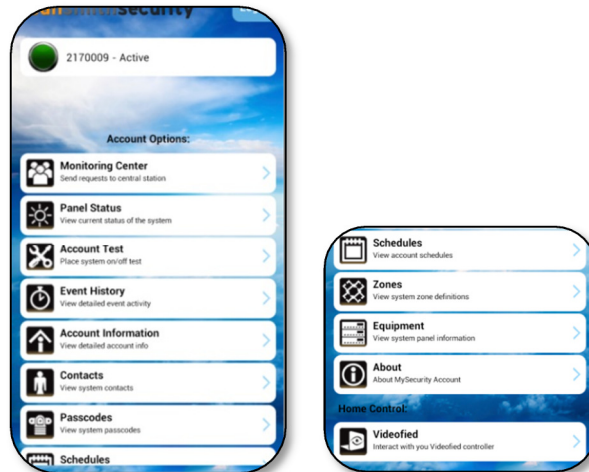 security
2170009 - Active
Account Options:
Monitoring Center
Send requests to central station
Panel Status
View current status of the system
Account Test
Place system on/off test
Event History
View detailed event activity
Account Information
View detailed account info
Contacts
View system contacts
Passcodes
View system passcodes
Schedules
Schedules
View account schedules
Zones
View system zone definitions
Equipment
View system panel information
About
About MySecurity Account
Home Control:
Videofied
Interact with you Videofied controller